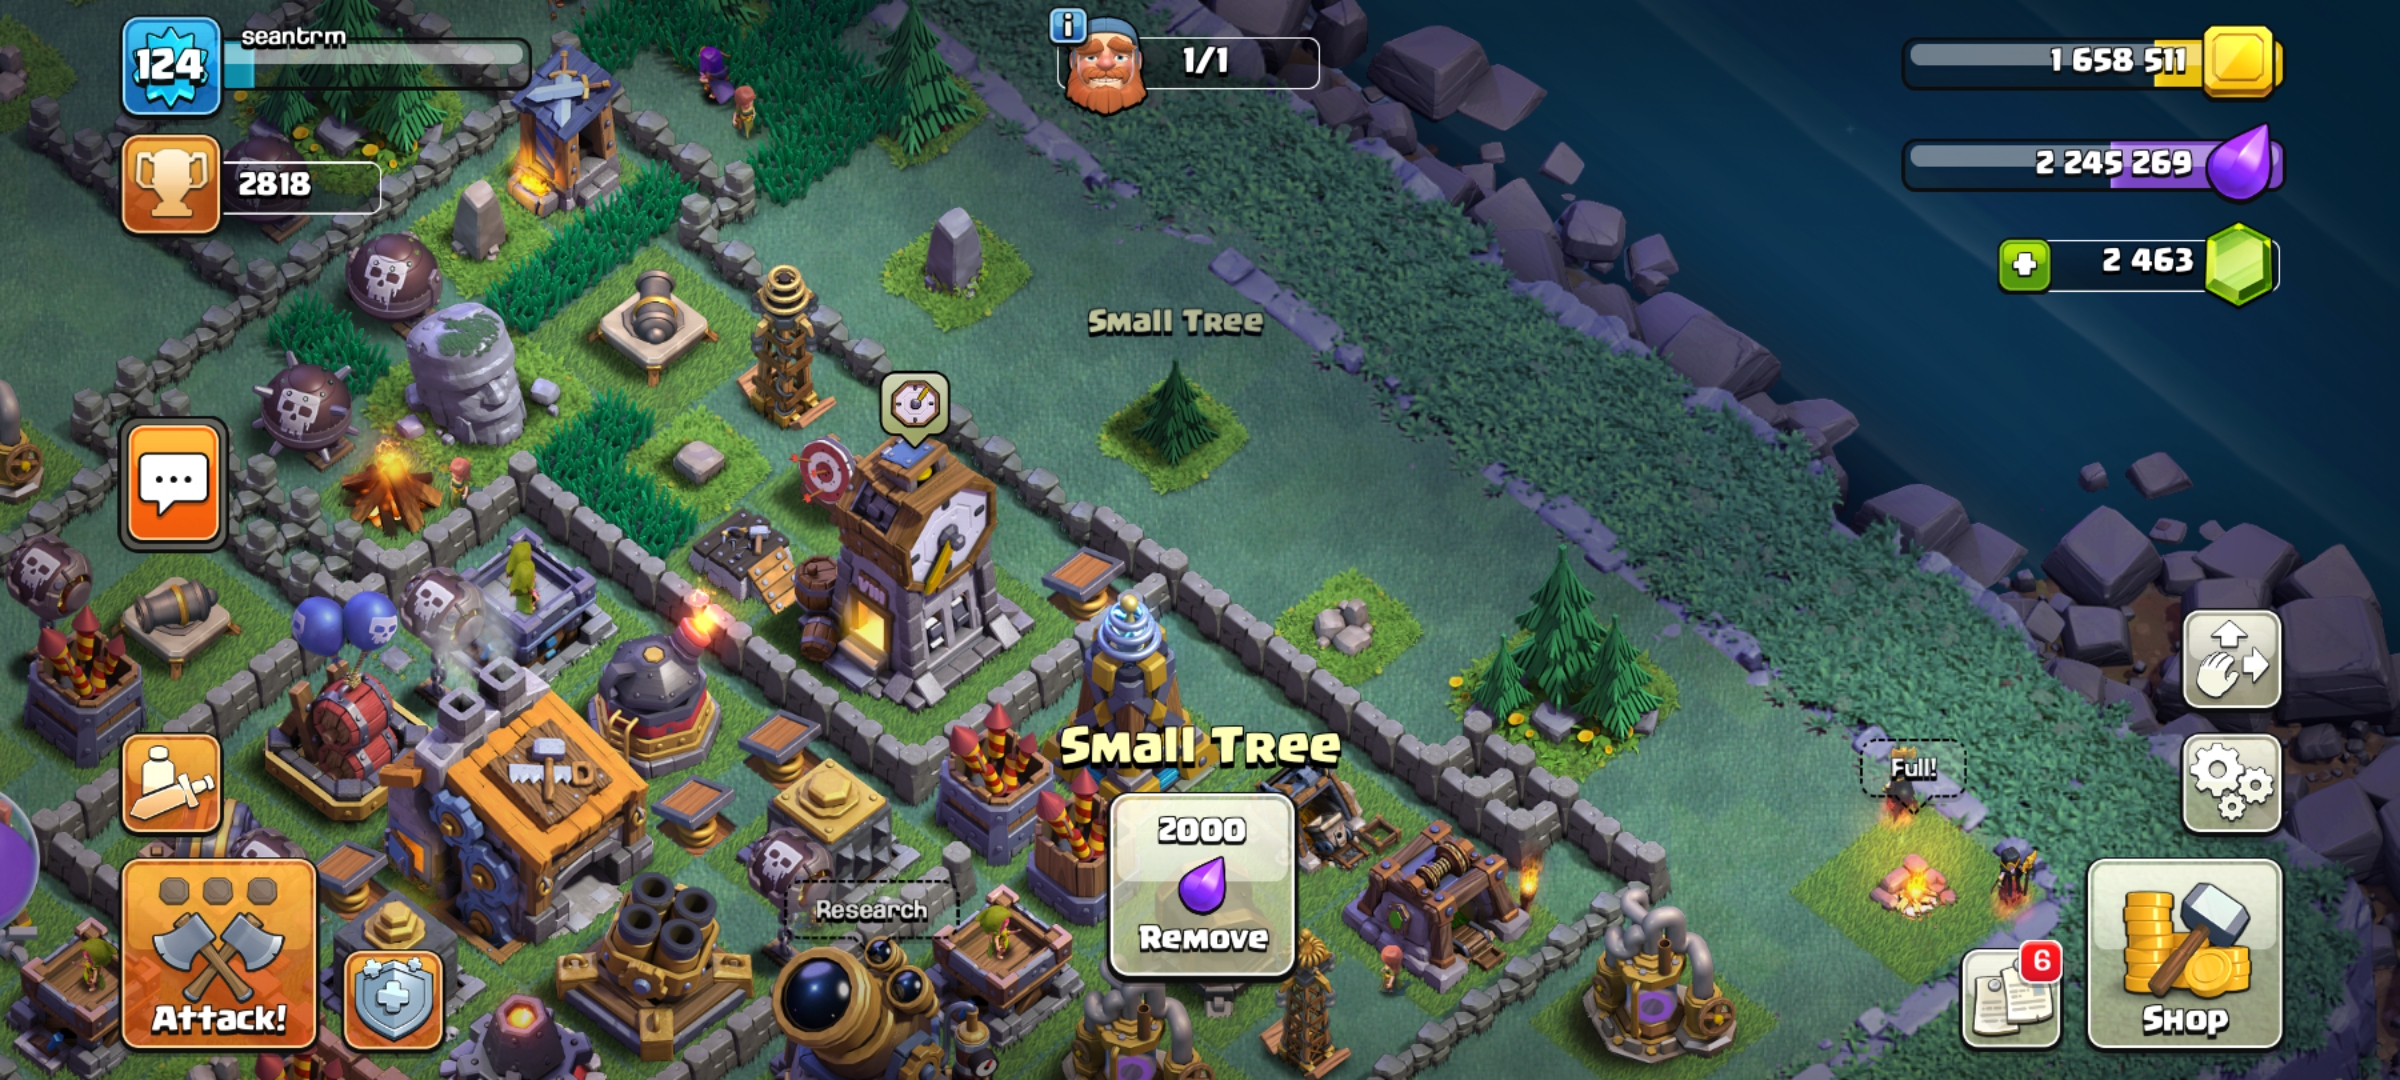 124
seantrm
1/1
1 658 511
2818
2 245 269
2 463
Small Tree
Small Tree
Full!
2000
Remove
Research
6
Attack!
Shop